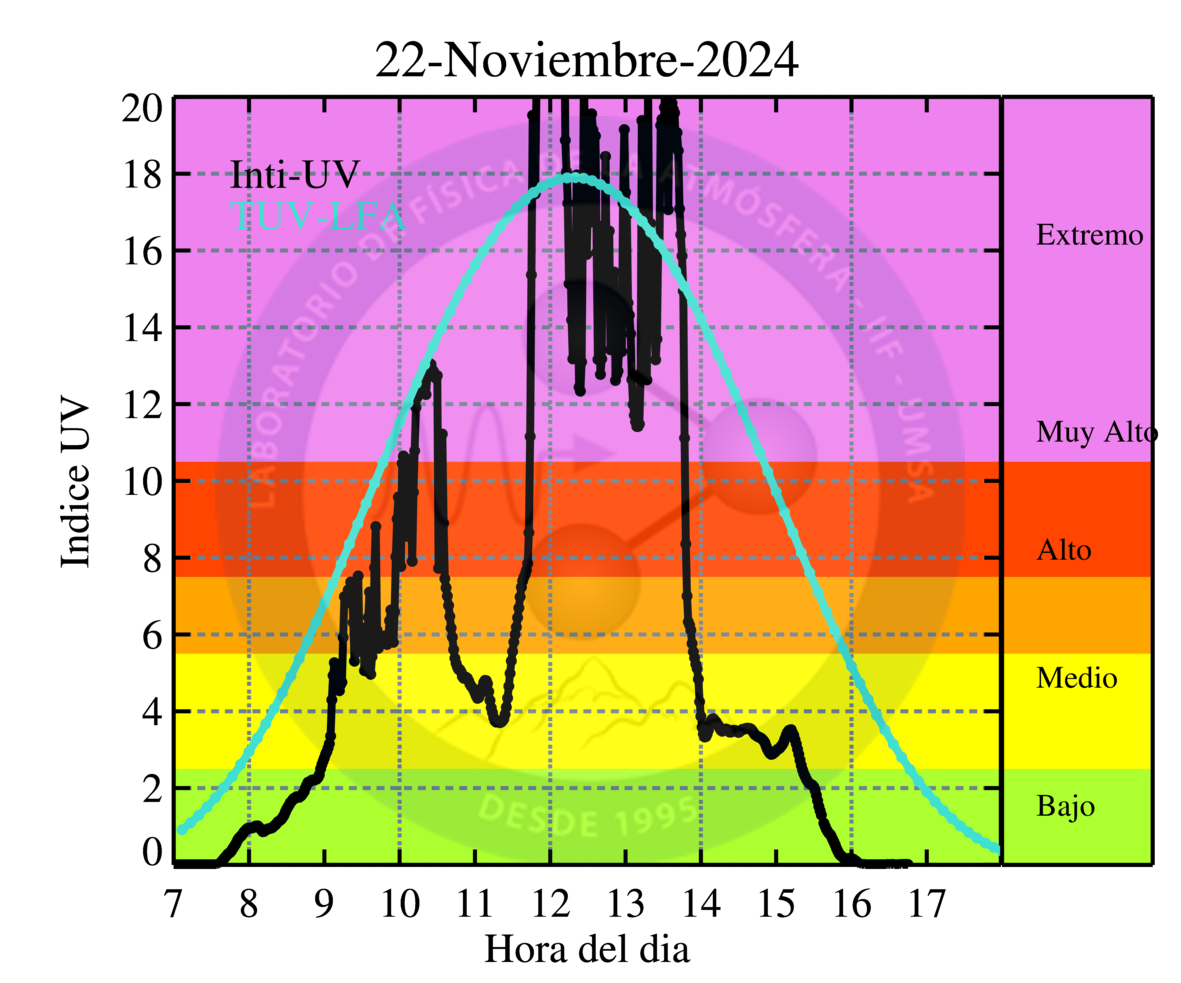 22-Noviembre-2024
Indice UV
20
18
16
14
12
10
8
6
4
2
0
Inti-UV
TUV-LFA
LABORATORIO DE FÍSICA DE LA ATMÓSFERA - IIF - UMSA
DESDE 1995
Extremo
Muy Alto
Alto
Medio
Bajo
7 8 9 10 11 12 13 14 15 16 17
Hora del dia